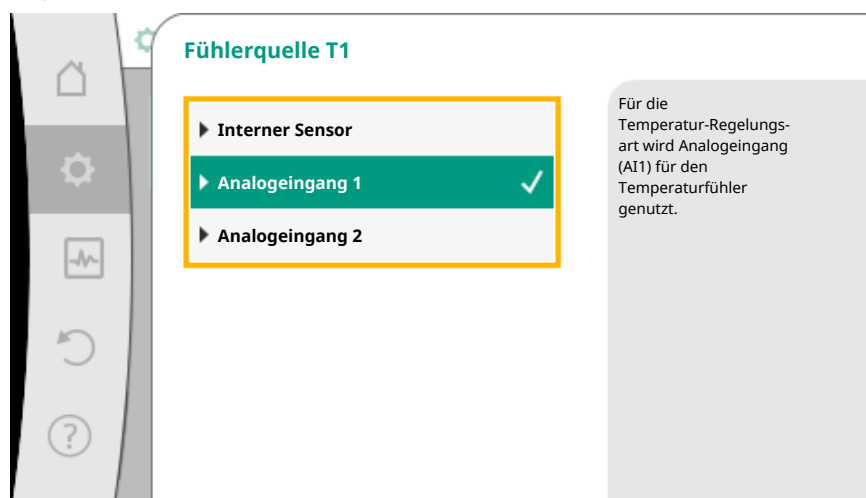 Fühlerquelle T1
Interner Sensor
Analogeingang 1
Analogeingang 2
Für die
Temperatur-Regelungs-
art wird Analogeingang
(AI1) für den
Temperaturfühler
genutzt.
?